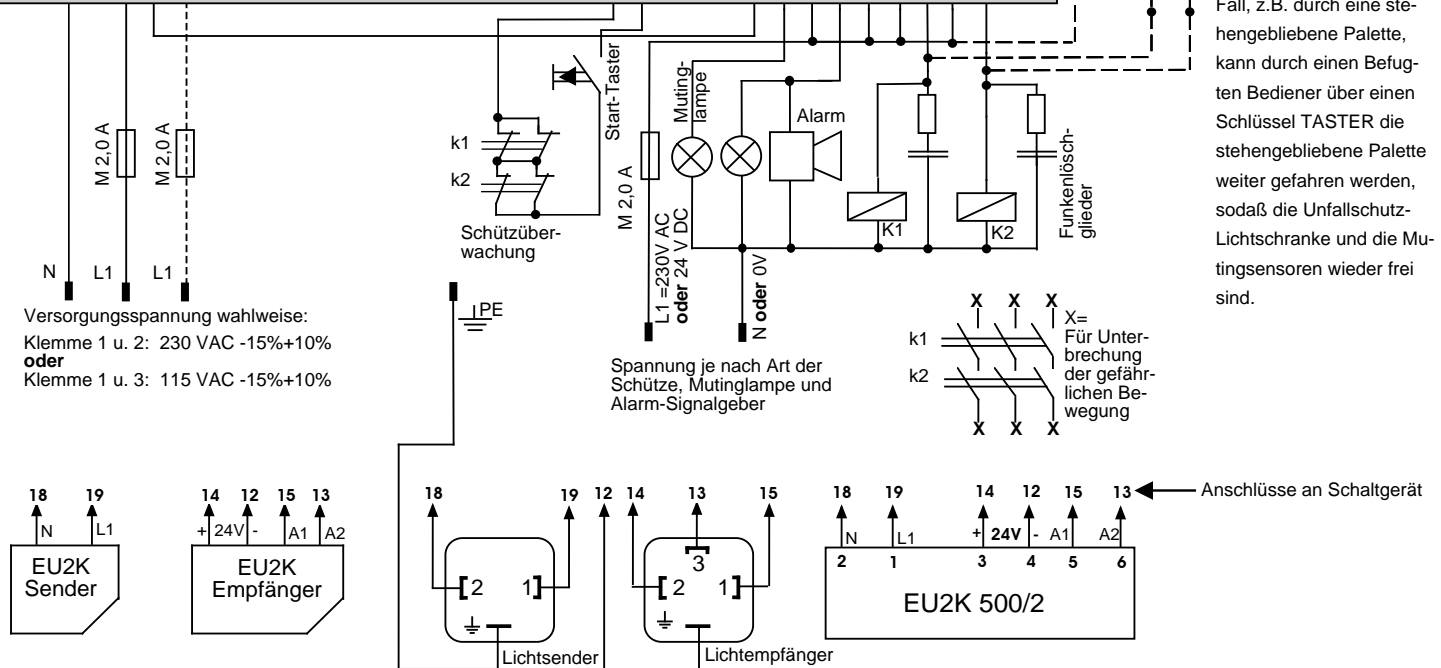 Fall, z.B. durch eine ste-
hengebliebene Palette,
kann durch einen Befug-
ten Bediener über einen
Schlüssel TASTER die
stehengebliebene Palette
weiter gefahren werden,
sodaß die Unfallschutz-
Lichtschranke und die Mu-
tingsensoren wieder frei
sind.
M 2,0 A
M 2,0 A
N
L1
L1
Versorgungsspannung wahlweise:
Klemme 1 u. 2: 230 VAC -15%+10%
oder
Klemme 1 u. 3: 115 VAC -15%+10%
k1
k2
Schützüber-
wachung
Start-Taster
PE
M 2,0 A
Muting-
lampe
Alarm
K1
K2
Funkenlösch-
glieder
L1 =230V AC
oder 24 V DC
N oder 0V
Spannung je nach Art der
Schütze, Mutinglampe und
Alarm-Signalgeber
X X X
k1
k2
X X X
X=
Für Unter-
brechung
der gefähr-
lichen Be-
wegung
18 19
N L1
EU2K
Sender
14 12 15 13
+ 24V - A1 A2
EU2K
Empfänger
18 19
2 1
Lichtsender
12 14 13 15
3
2 1
Lichtempfänger
18 19 14 12 15 13
N L1 + 24V - A1 A2
2 1 3 4 5 6
EU2K 500/2
Anschlüsse an Schaltgerät